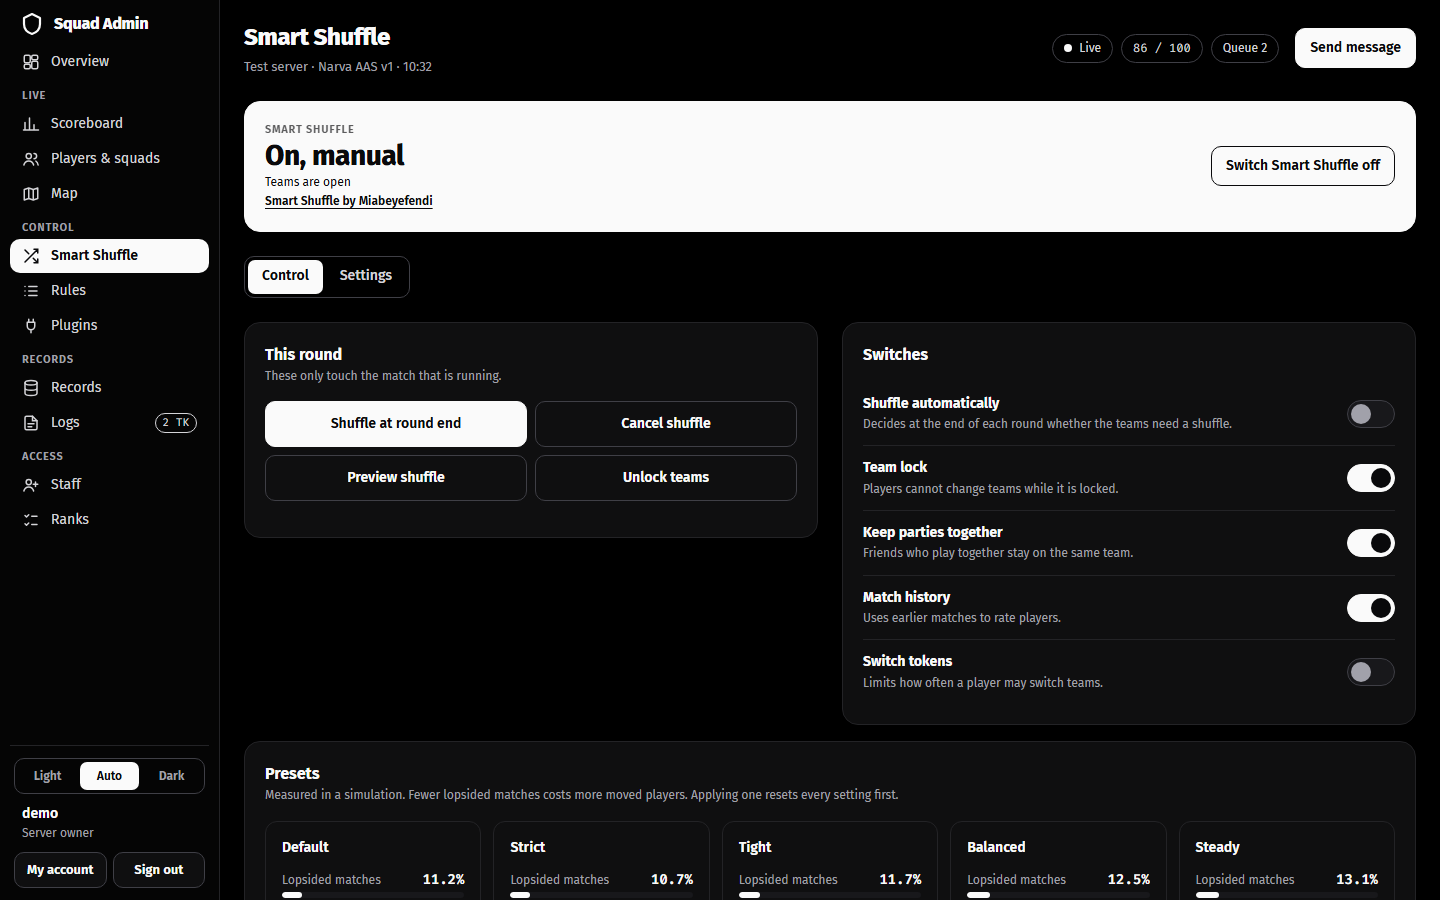 Squad Admin
Overview
LIVE
Scoreboard
Players & squads
Map
CONTROL
Smart Shuffle
Rules
Plugins
RECORDS
Records
Logs
2 TK
ACCESS
Staff
Ranks
Light
Auto
Dark
demo
Server owner
My account
Sign out
Smart Shuffle
Test server · Narva AAS v1 · 10:32
Live
86 / 100
Queue 2
Send message
SMART SHUFFLE
On, manual
Teams are open
Smart Shuffle by Miabeyefendi
Switch Smart Shuffle off
Control
Settings
This round
These only touch the match that is running.
Shuffle at round end
Cancel shuffle
Preview shuffle
Unlock teams
Switches
Shuffle automatically
Decides at the end of each round whether the teams need a shuffle.
Team lock
Players cannot change teams while it is locked.
Keep parties together
Friends who play together stay on the same team.
Match history
Uses earlier matches to rate players.
Switch tokens
Limits how often a player may switch teams.
Presets
Measured in a simulation. Fewer lopsided matches costs more moved players. Applying one resets every setting first.
Default
Lopsided matches 11.2%
Strict
Lopsided matches 10.7%
Tight
Lopsided matches 11.7%
Balanced
Lopsided matches 12.5%
Steady
Lopsided matches 13.1%